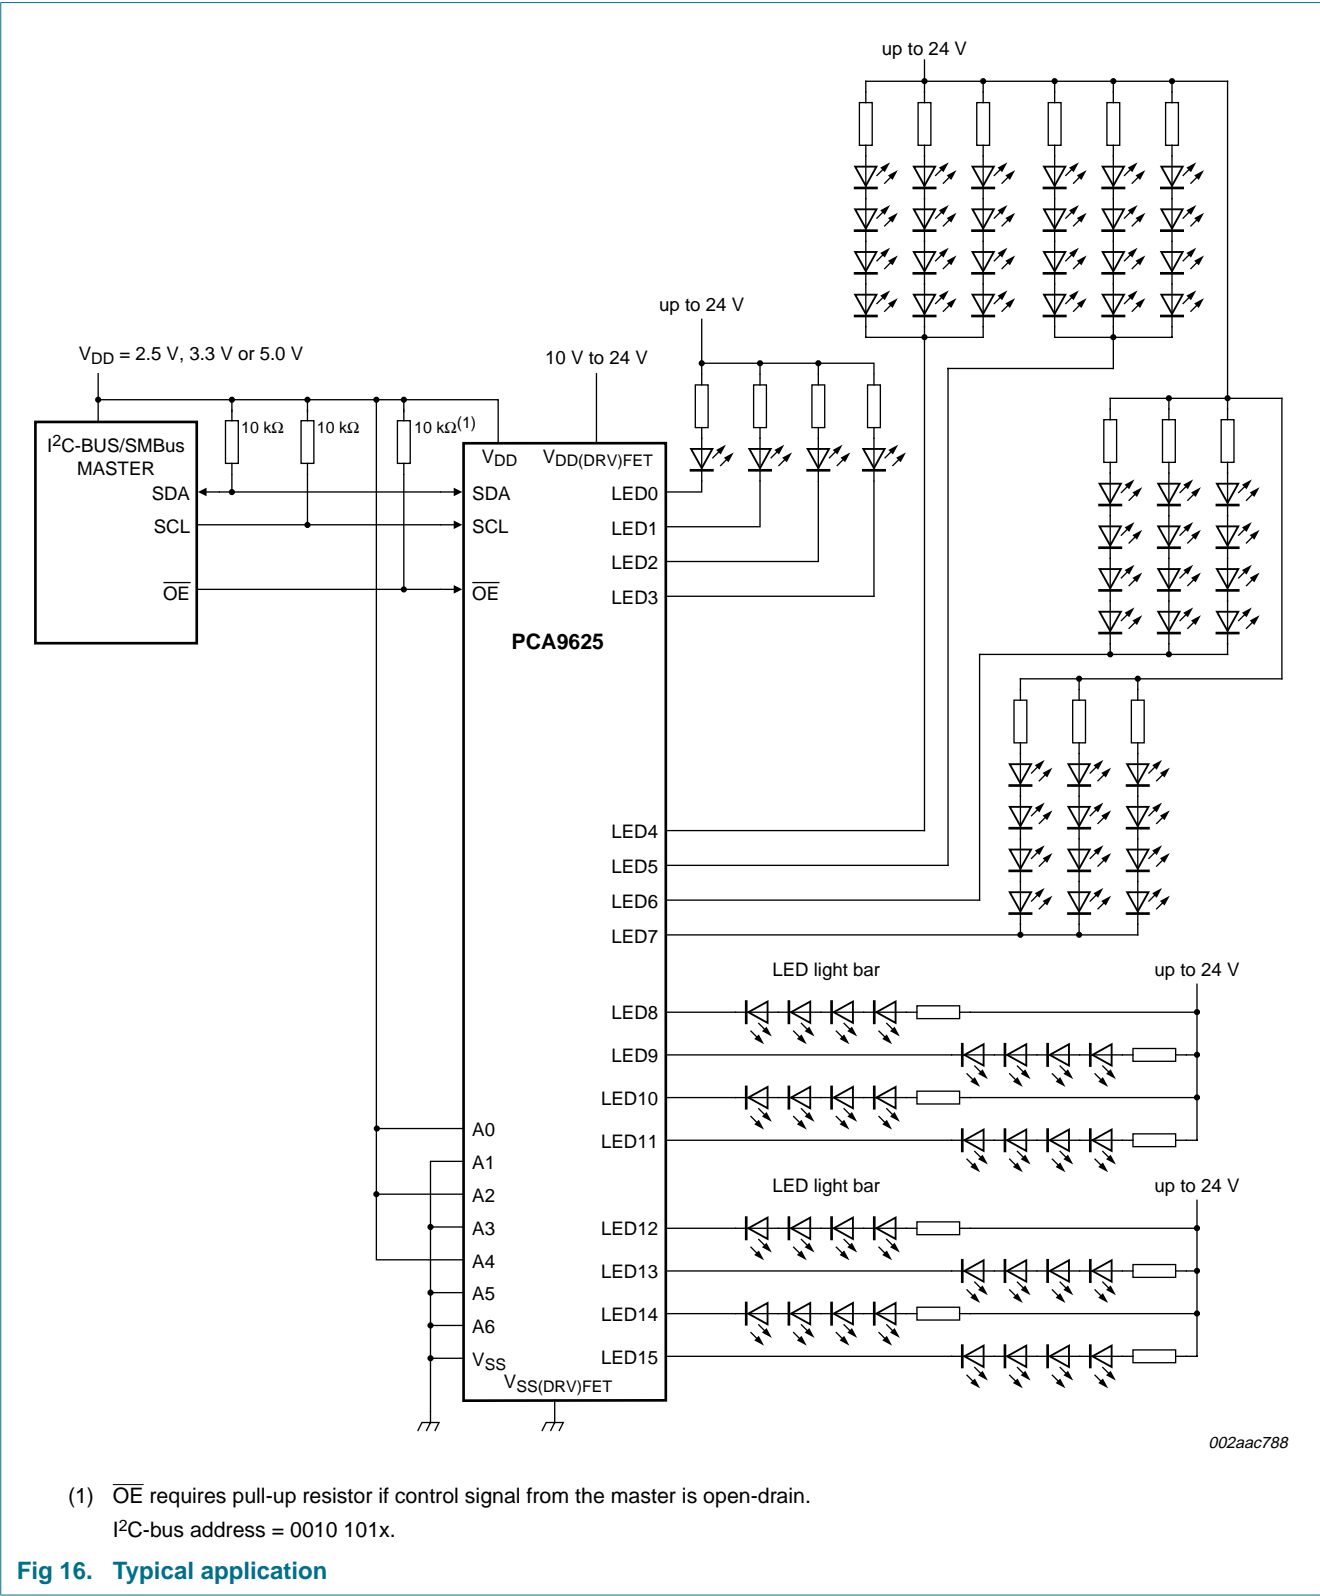 up to 24 V
up to 24 V
VDD = 2.5 V, 3.3 V or 5.0 V
10 V to 24 V
10 kΩ
10 kΩ
10 kΩ(1)
I2C-BUS/SMBus
MASTER
SDA
SCL
OE
VDD
VDD(DRV)FET
SDA
SCL
OE
LED0
LED1
LED2
LED3
PCA9625
LED4
LED5
LED6
LED7
LED light bar
up to 24 V
LED8
LED9
LED10
LED11
A0
A1
A2
A3
A4
A5
A6
VSS
VSS(DRV)FET
LED light bar
up to 24 V
LED12
LED13
LED14
LED15
002aac788
(1) OE requires pull-up resistor if control signal from the master is open-drain.
I2C-bus address = 0010 101x.
Fig 16. Typical application